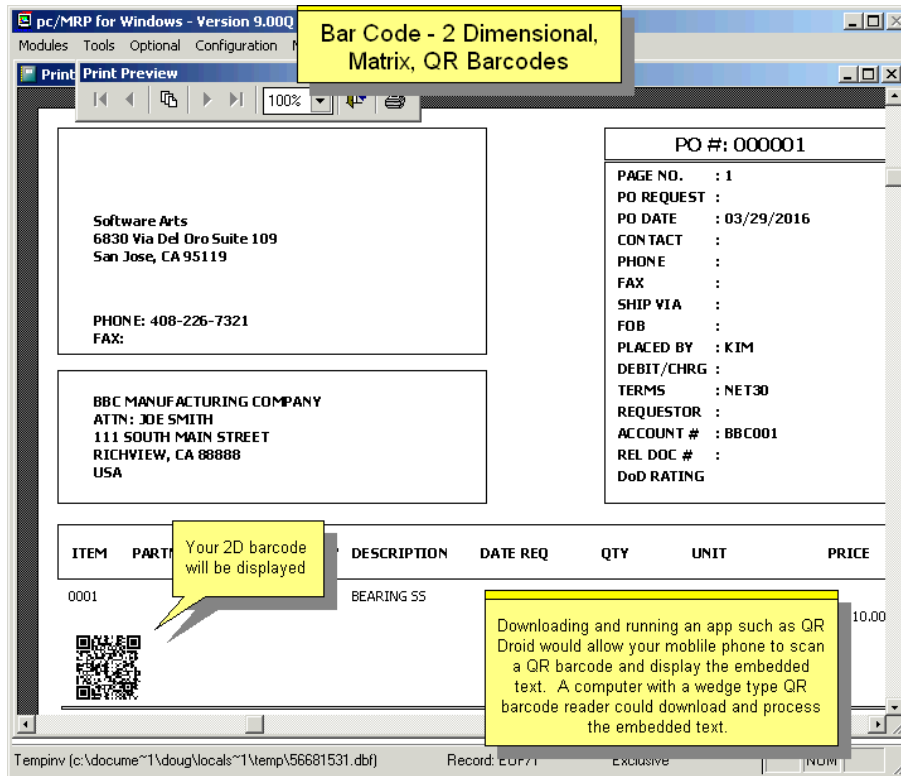 pc/MRP for Windows - Version 9.00Q
Bar Code - 2 Dimensional,
Matrix, QR Barcodes
Modules Tools Optional Configuration
Print Preview
100%
PO #: 000001
PAGE NO. : 1
PO REQUEST :
PO DATE : 03/29/2016
CONTACT :
PHONE :
FAX :
SHIP VIA :
FOB :
PLACED BY : KIM
DEBIT/CHRG :
TERMS : NET30
REQUESTOR :
ACCOUNT # : BBC001
REL DOC # :
DoD RATING
Software Arts
6830 Via Del Oro Suite 109
San Jose, CA 95119
PHONE: 408-226-7321
FAX:
BBC MANUFACTURING COMPANY
ATTN: JOE SMITH
111 SOUTH MAIN STREET
RICHVIEW, CA 88888
USA
ITEM DESCRIPTION DATE REQ QTY UNIT PRICE
Your 2D barcode
will be displayed
0001 BEARING SS
10.00
Downloading and running an app such as QR
Droid would allow your moblile phone to scan
a QR barcode and display the embedded
text. A computer with a wedge type QR
barcode reader could download and process
the embedded text.
Tempinv (c:\docume~1\doug\locals~1\temp\56681531.dbf) Record: EOF/1 Exclusive NUM